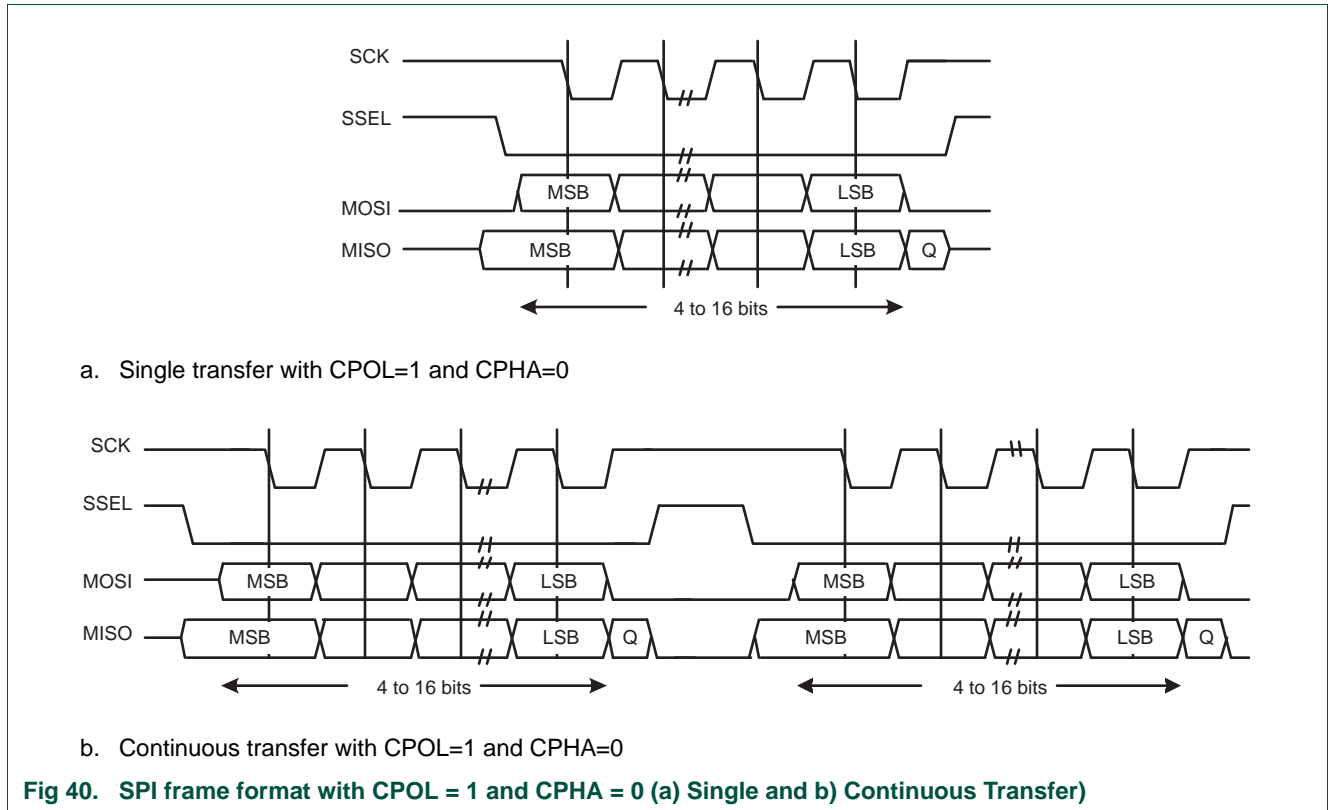 SCK
SSEL
MOSI MSB LSB
MISO MSB LSB Q
4 to 16 bits
a. Single transfer with CPOL=1 and CPHA=0
SCK
SSEL
MOSI MSB LSB MSB LSB
MISO MSB LSB Q MSB LSB Q
4 to 16 bits 4 to 16 bits
b. Continuous transfer with CPOL=1 and CPHA=0
Fig 40. SPI frame format with CPOL = 1 and CPHA = 0 (a) Single and b) Continuous Transfer)